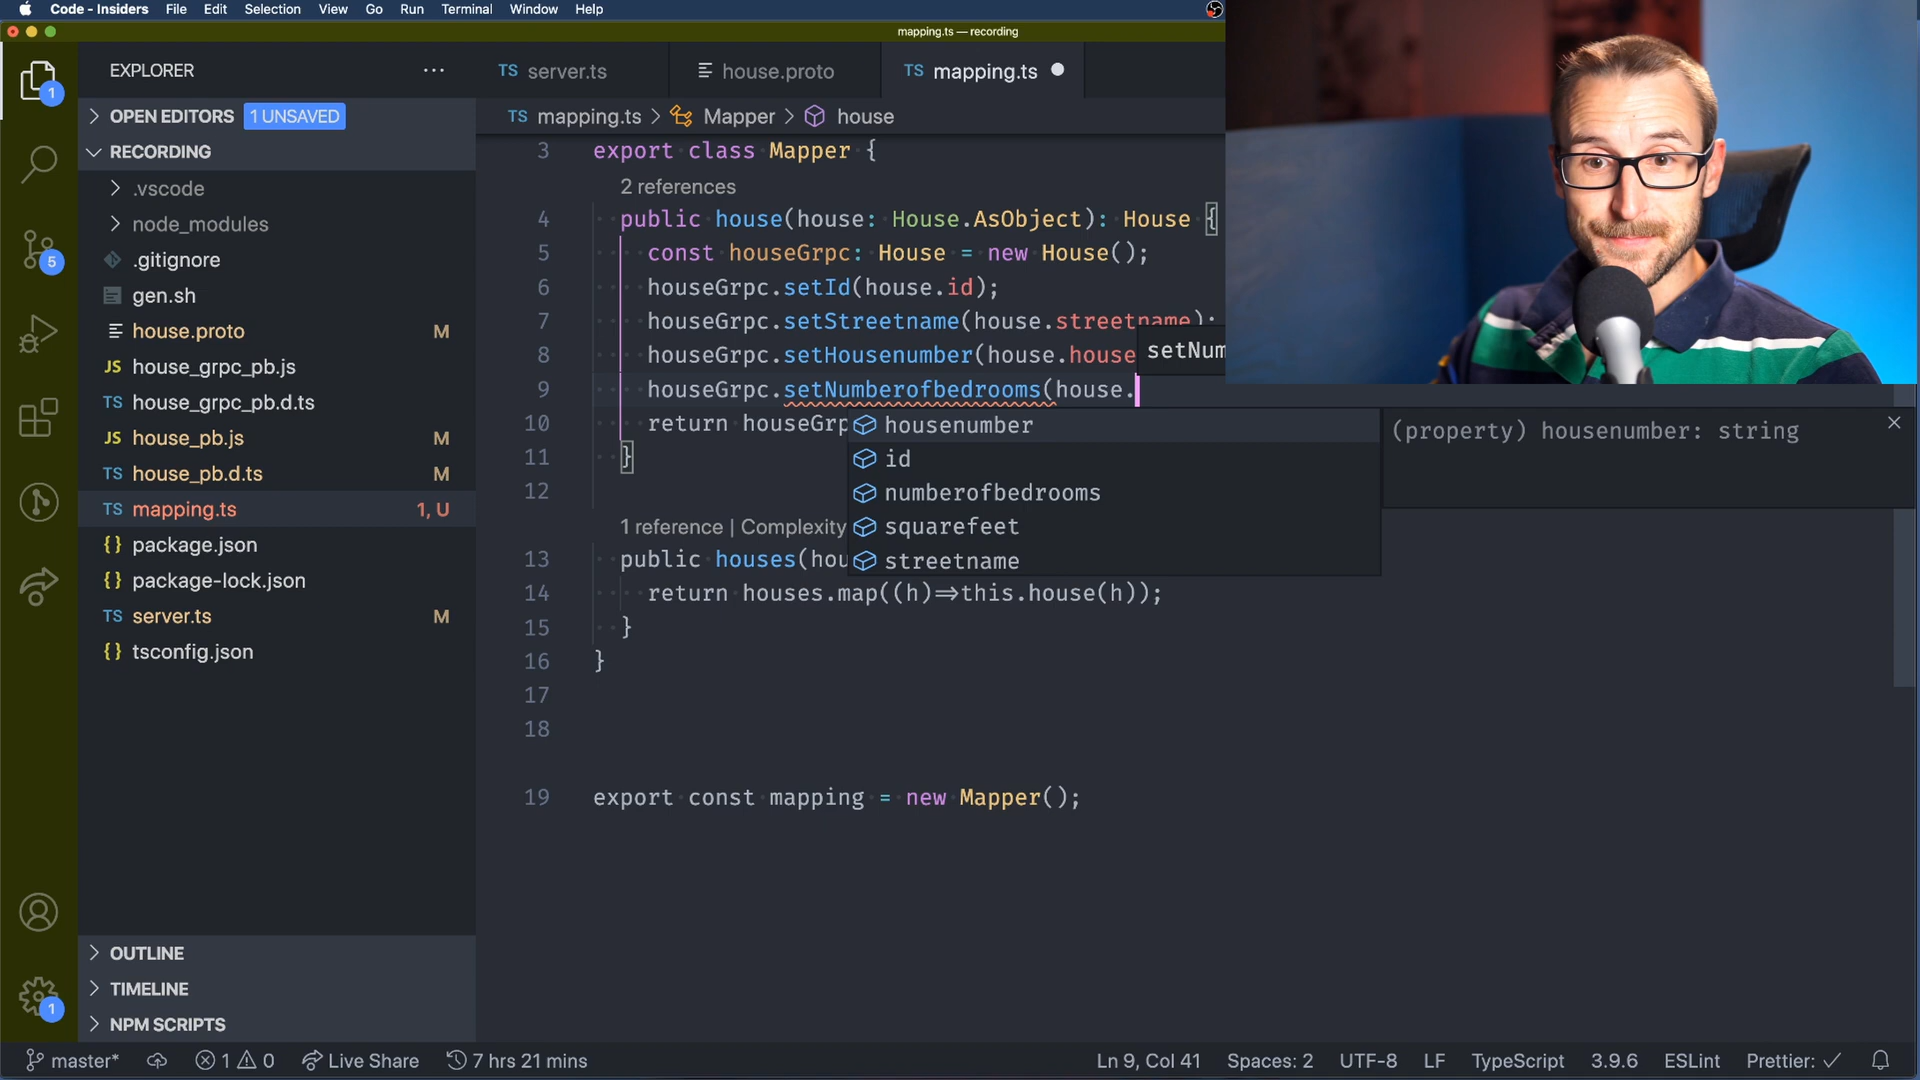 Code - Insiders File Edit Selection View Go Run Terminal Window Help
mapping.ts — recording
EXPLORER ···
TS server.ts
house.proto
TS mapping.ts
1
OPEN EDITORS 1 UNSAVED
TS mapping.ts > Mapper > house
RECORDING
.vscode
node_modules
.gitignore
gen.sh
house.proto M
JS house_grpc_pb.js
TS house_grpc_pb.d.ts
JS house_pb.js M
TS house_pb.d.ts M
TS mapping.ts 1, U
{} package.json
{} package-lock.json
TS server.ts M
{} tsconfig.json
5
3 export class Mapper {
2 references
4 public house(house: House.AsObject): House {
5 const houseGrpc: House = new House();
6 houseGrpc.setId(house.id);
7 houseGrpc.setStreetname(house.streetname);
8 houseGrpc.setHousenumber(house.house
setNum
9 houseGrpc.setNumberofbedrooms(house.
10 return houseGrp
housenumber
(property) housenumber: string
id
numberofbedrooms
squarefeet
streetname
11 }
12
1 reference | Complexity
13 public houses(hou
14 return houses.map((h)=>this.house(h));
15 }
16 }
17
18
19 export const mapping = new Mapper();
OUTLINE
TIMELINE
NPM SCRIPTS
1
master* 1 0 Live Share 7 hrs 21 mins Ln 9, Col 41 Spaces: 2 UTF-8 LF TypeScript 3.9.6 ESLint Prettier: ✓